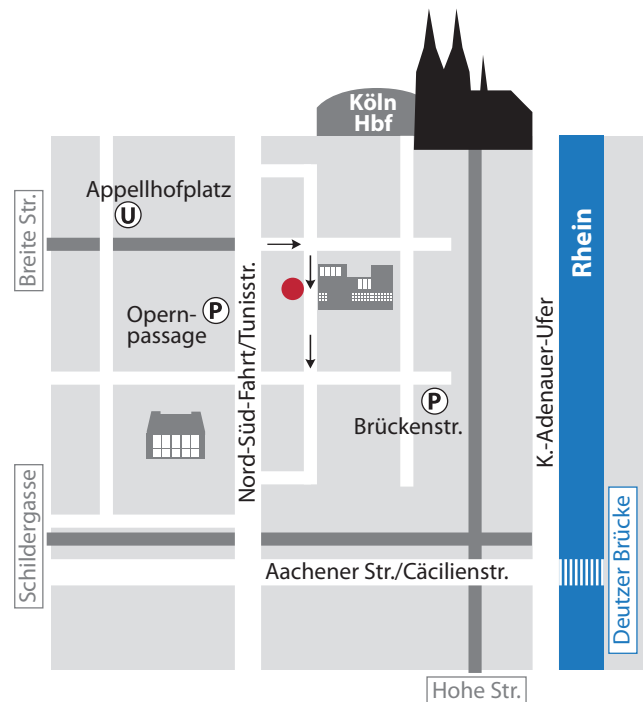 Köln
Hbf
Appellhofplatz
U
Breite Str.
Rhein
Opern-
passage
P
Nord-Süd-Fahrt/Tunisstr.
K.-Adenauer-Ufer
P
Brückenstr.
Schildergasse
Aachener Str./Cäcilienstr.
Deutzer Brücke
Hohe Str.